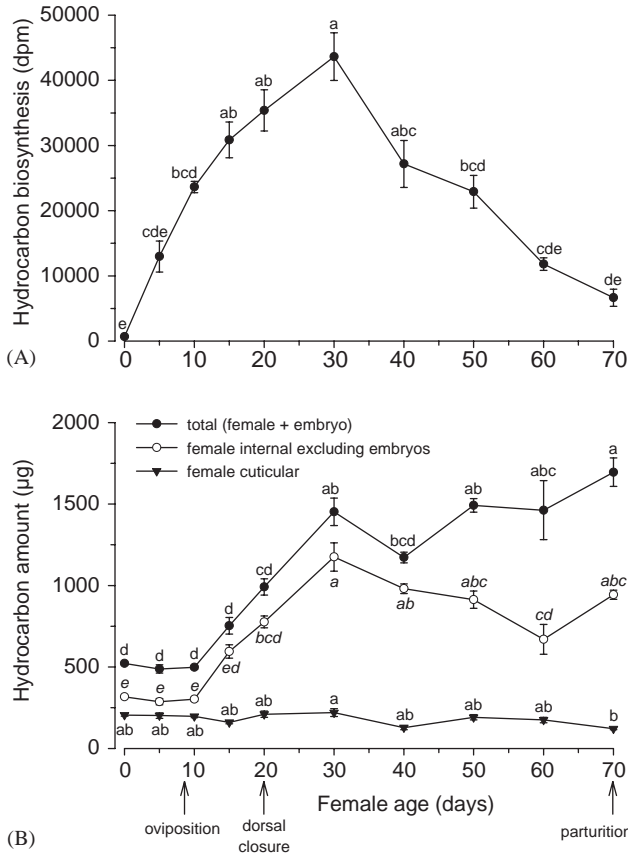 Hydrocarbon biosynthesis (dpm)
50000
40000
30000
20000
10000
0
e
cde
bcd
ab
ab
a
abc
bcd
cde
de
0 10 20 30 40 50 60 70
(A)
Hydrocarbon amount (µg)
2000
1500
1000
500
0
total (female + embryo)
female internal excluding embryos
female cuticular
d d d d cd ab bcd ab abc a
e e e ed bcd a ab abc cd abc
ab ab ab ab ab a ab ab ab b
0 10 20 30 40 50 60 70
Female age (days)
oviposition
dorsal
closure
parturition
(B)